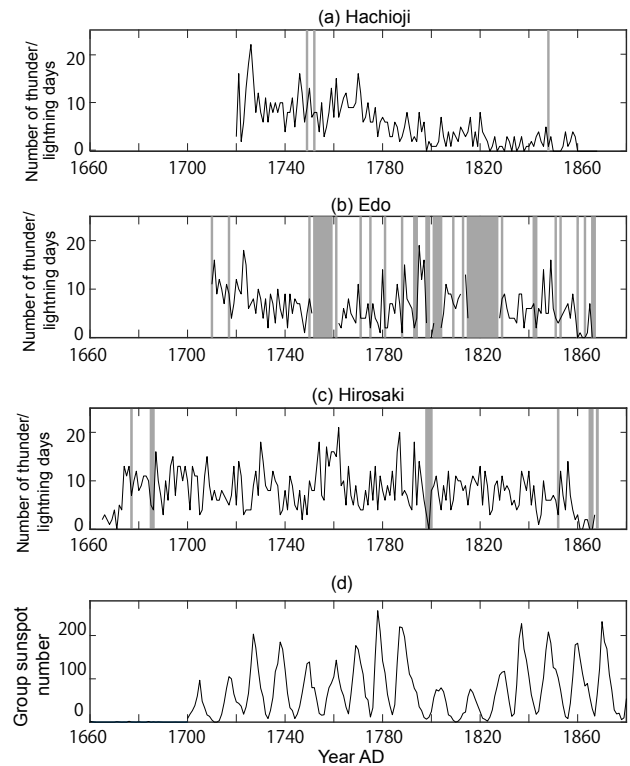 (a) Hachioji
Number of thunder/
lightning days
20
10
0
1660 1700 1740 1780 1820 1860
(b) Edo
Number of thunder/
lightning days
20
10
0
1660 1700 1740 1780 1820 1860
(c) Hirosaki
Number of thunder/
lightning days
20
10
0
1660 1700 1740 1780 1820 1860
(d)
Group sunspot
number
200
100
0
1660 1700 1740 1780 1820 1860
Year AD